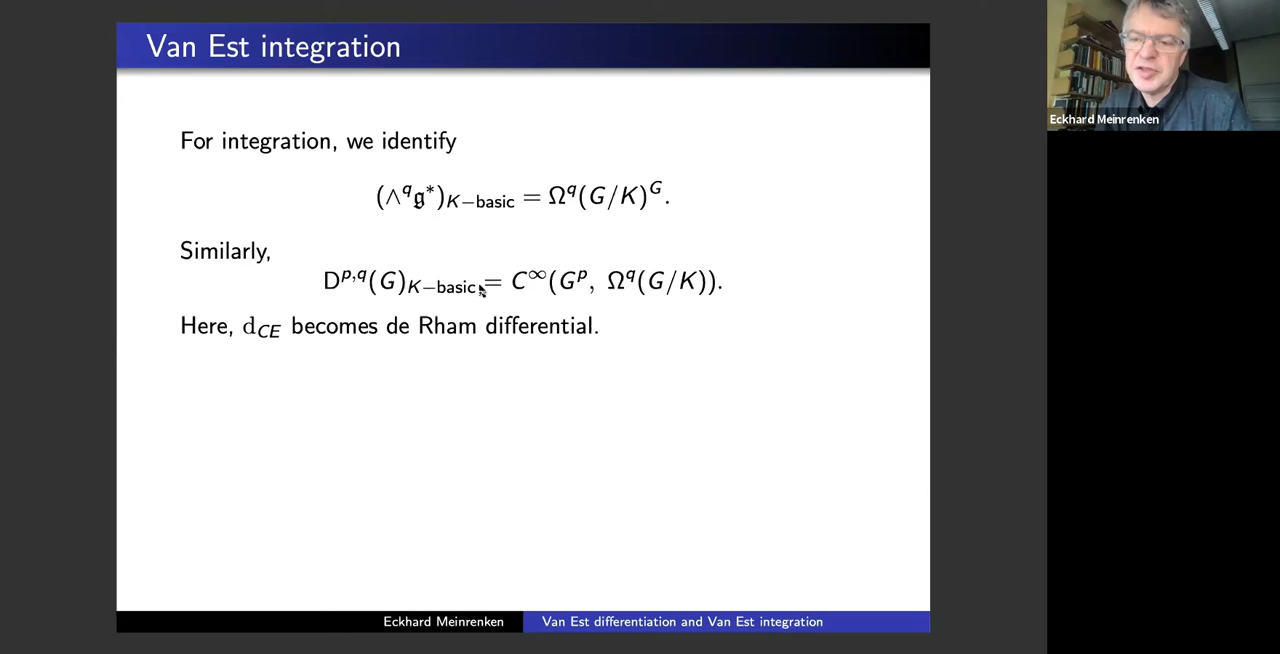 Van Est integration
For integration, we identify
(∧^q 𝔤*)_{K−basic} = Ω^q(G/K)^G.
Similarly,
D^{p,q}(G)_{K−basic} = C^∞(G^p, Ω^q(G/K)).
Here, d_{CE} becomes de Rham differential.
Eckhard Meinrenken Van Est differentiation and Van Est integration
Eckhard Meinrenken